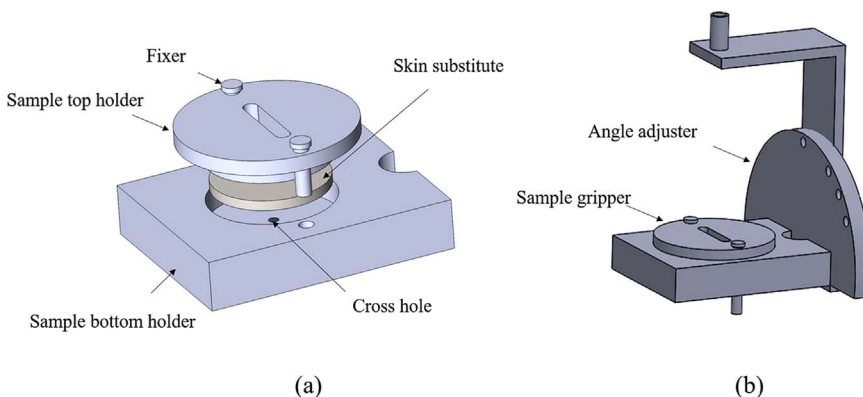 Fixer
Skin substitute
Sample top holder
Angle adjuster
Sample gripper
Cross hole
Sample bottom holder
(a)
(b)